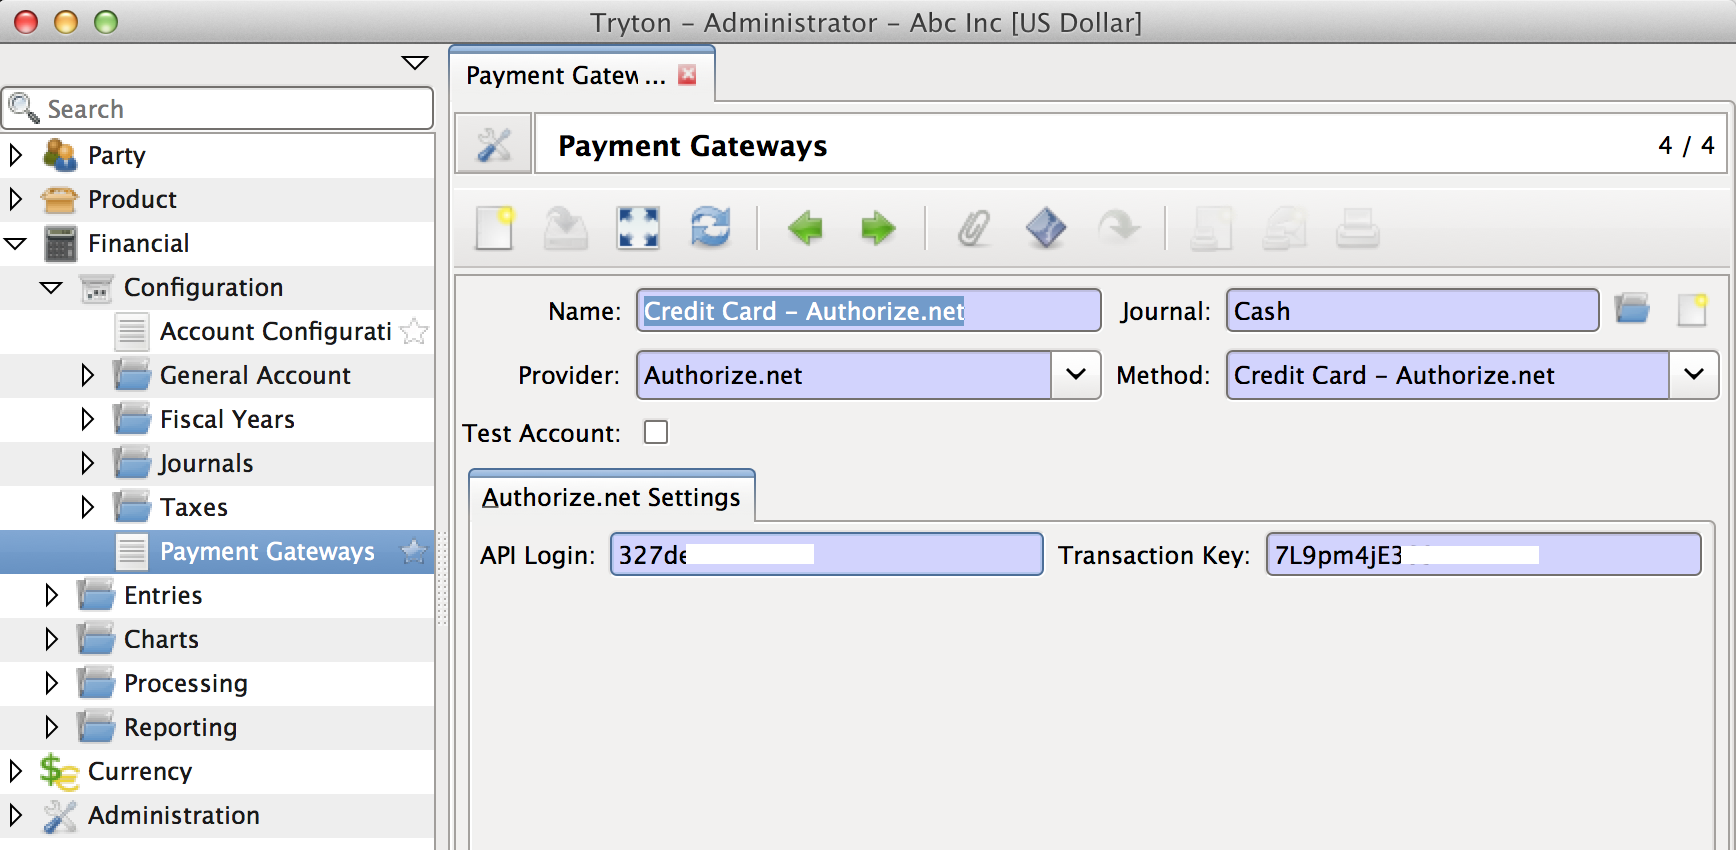 Tryton – Administrator – Abc Inc [US Dollar]
Payment Gatew ...
Search
Payment Gateways
4 / 4
Party
Product
Financial
Configuration
Account Configurati
General Account
Fiscal Years
Journals
Taxes
Payment Gateways
Entries
Charts
Processing
Reporting
Currency
Administration
Name: Credit Card – Authorize.net Journal: Cash
Provider: Authorize.net Method: Credit Card – Authorize.net
Test Account:
Authorize.net Settings
API Login: 327de Transaction Key: 7L9pm4jE3